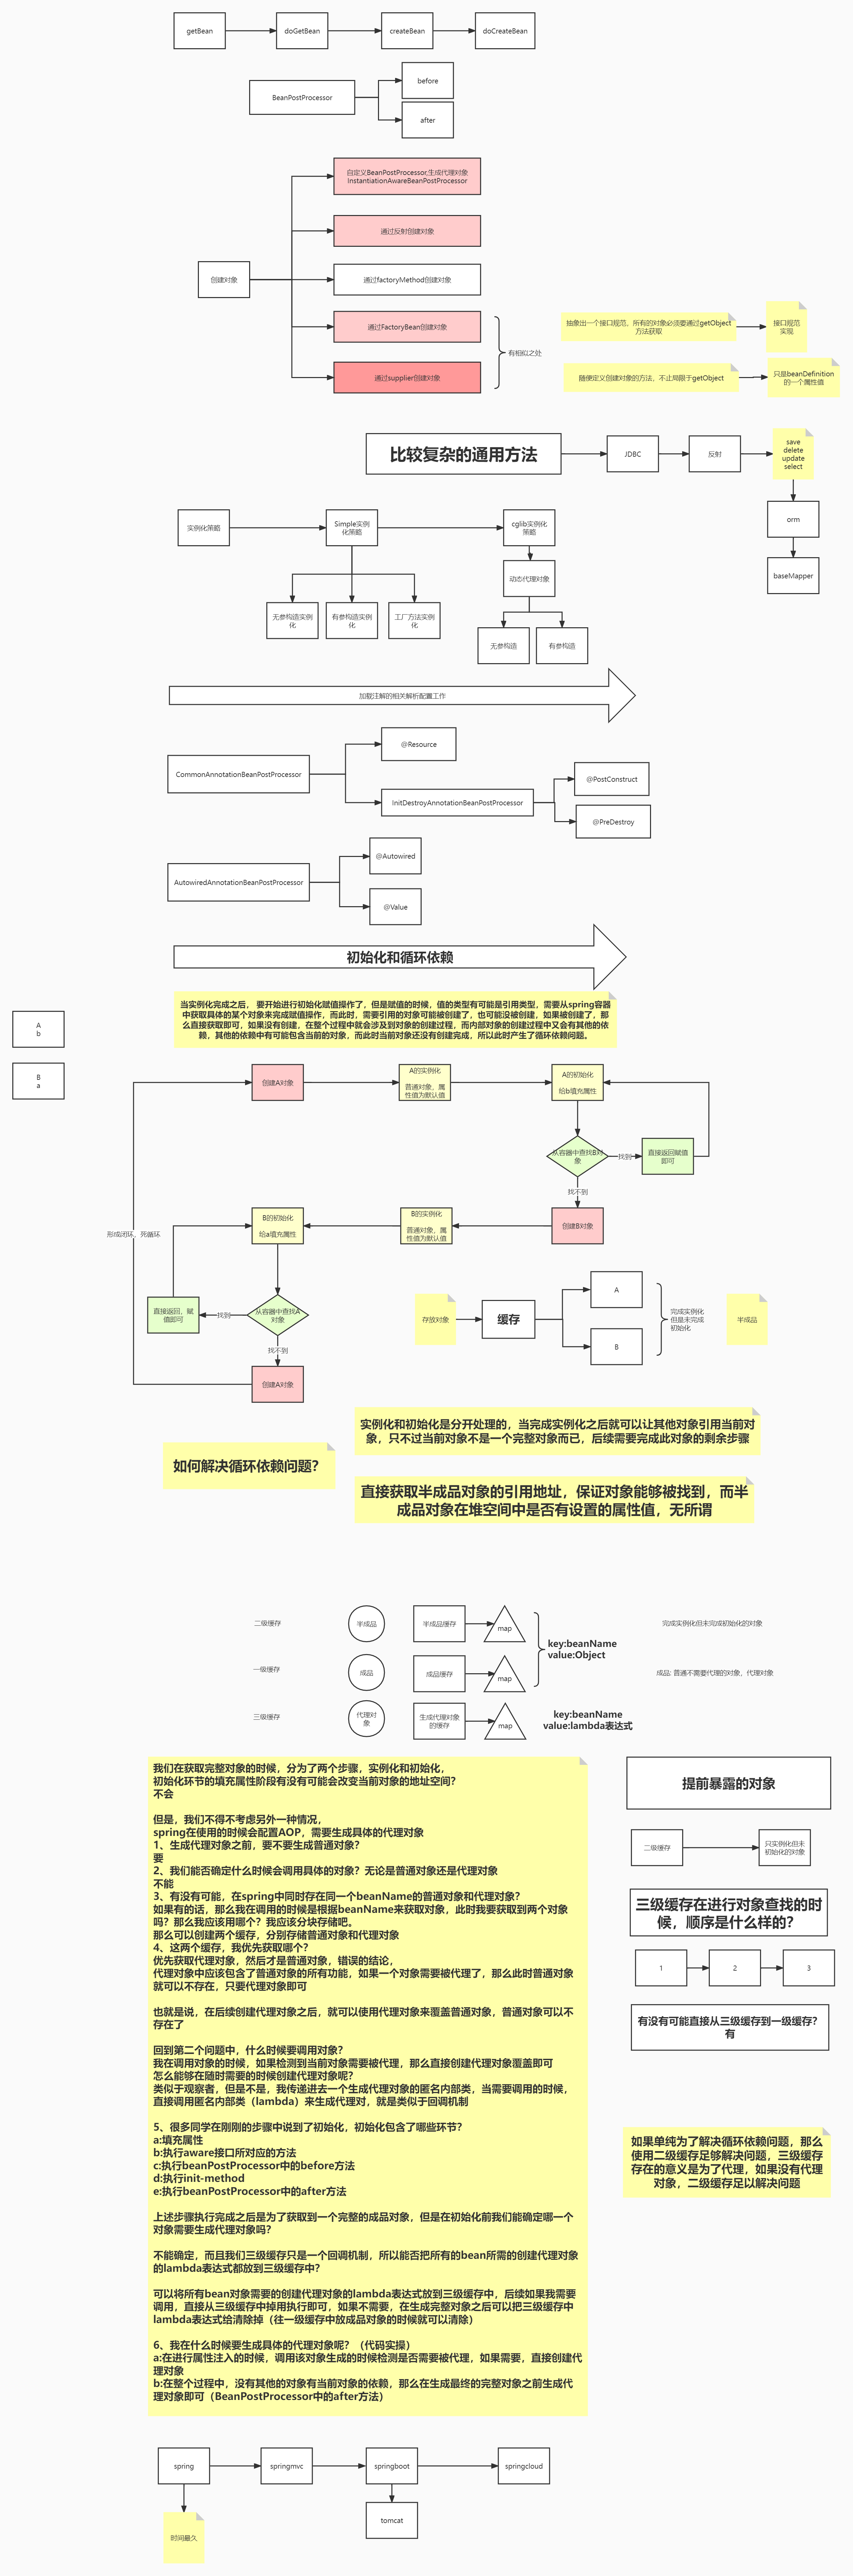 getBean
doGetBean
createBean
doCreateBean
BeanPostProcessor
before
after
自定义BeanPostProcessor,生成代理对象
InstantiationAwareBeanPostProcessor
通过反射创建对象
创建对象
通过factoryMethod创建对象
通过FactoryBean创建对象
通过supplier创建对象
有相似之处
抽象出一个接口规范，所有的对象必须要通过getObject
方法获取
接口规范
实现
随便定义创建对象的方法，不止局限于getObject
只是beanDefinition
的一个属性值
比较复杂的通用方法
JDBC
反射
save
delete
update
select
orm
baseMapper
实例化策略
Simple实例
化策略
cglib实例化
策略
动态代理对象
无参构造实例
化
有参构造实例
化
工厂方法实例
化
无参构造
有参构造
加载注解的相关解析配置工作
CommonAnnotationBeanPostProcessor
@Resource
InitDestroyAnnotationBeanPostProcessor
@PostConstruct
@PreDestroy
AutowiredAnnotationBeanPostProcessor
@Autowired
@Value
初始化和循环依赖
当实例化完成之后， 要开始进行初始化赋值操作了，但是赋值的时候，值的类型有可能是引用类型，需要从spring容器
中获取具体的某个对象来完成赋值操作，而此时，需要引用的对象可能被创建了，也可能没被创建，如果被创建了，那
么直接获取即可，如果没有创建，在整个过程中就会涉及到对象的创建过程，而内部对象的创建过程中又会有其他的依
赖，其他的依赖中有可能包含当前的对象，而此时当前对象还没有创建完成，所以此时产生了循环依赖问题。
A
b
B
a
创建A对象
A的实例化
普通对象，属
性值为默认值
A的初始化
给b填充属性
从容器中查找B对
象
找到
直接返回赋值
即可
找不到
创建B对象
B的实例化
普通对象，属
性值为默认值
B的初始化
给a填充属性
形成闭环，死循环
从容器中查找A
对象
找到
直接返回，赋
值即可
找不到
创建A对象
存放对象
缓存
A
B
完成实例化
但是未完成
初始化
半成品
实例化和初始化是分开处理的，当完成实例化之后就可以让其他对象引用当前对
象，只不过当前对象不是一个完整对象而已，后续需要完成此对象的剩余步骤
如何解决循环依赖问题？
直接获取半成品对象的引用地址，保证对象能够被找到，而半
成品对象在堆空间中是否有设置的属性值，无所谓
二级缓存
半成品
半成品缓存
map
完成实例化但未完成初始化的对象
key:beanName
value:Object
一级缓存
成品
成品缓存
map
成品: 普通不需要代理的对象，代理对象
三级缓存
代理对
象
生成代理对象
的缓存
map
key:beanName
value:lambda表达式
我们在获取完整对象的时候，分为了两个步骤，实例化和初始化，
初始化环节的填充属性阶段有没有可能会改变当前对象的地址空间？
不会
但是，我们不得不考虑另外一种情况，
spring在使用的时候会配置AOP，需要生成具体的代理对象
1、生成代理对象之前，要不要生成普通对象？
要
2、我们能否确定什么时候会调用具体的对象？无论是普通对象还是代理对象
不能
3、有没有可能，在spring中同时存在同一个beanName的普通对象和代理对象？
如果有的话，那么我在调用的时候是根据beanName来获取对象，此时我要获取到两个对象
吗？那么我应该用哪个？我应该分块存储吧。
那么可以创建两个缓存，分别存储普通对象和代理对象
4、这两个缓存，我优先获取哪个？
优先获取代理对象，然后才是普通对象，错误的结论，
代理对象中应该包含了普通对象的所有功能，如果一个对象需要被代理了，那么此时普通对象
就可以不存在，只要代理对象即可
也就是说，在后续创建代理对象之后，就可以使用代理对象来覆盖普通对象，普通对象可以不
存在了
回到第二个问题中，什么时候要调用对象？
我在调用对象的时候，如果检测到当前对象需要被代理，那么直接创建代理对象覆盖即可
怎么能够在随时需要的时候创建代理对象呢？
类似于观察者，但是不是，我传递进去一个生成代理对象的匿名内部类，当需要调用的时候，
直接调用匿名内部类（lambda）来生成代理对，就是类似于回调机制
5、很多同学在刚刚的步骤中说到了初始化，初始化包含了哪些环节？
a:填充属性
b:执行aware接口所对应的方法
c:执行beanPostProcessor中的before方法
d:执行init-method
e:执行beanPostProcessor中的after方法
上述步骤执行完成之后是为了获取到一个完整的成品对象，但是在初始化前我们能确定哪一个
对象需要生成代理对象吗？
不能确定，而且我们三级缓存只是一个回调机制，所以能否把所有的bean所需的创建代理对象
的lambda表达式都放到三级缓存中？
可以将所有bean对象需要的创建代理对象的lambda表达式放到三级缓存中，后续如果我需要
调用，直接从三级缓存中掉用执行即可，如果不需要，在生成完整对象之后可以把三级缓存中
lambda表达式给清除掉（往一级缓存中放成品对象的时候就可以清除）
6、我在什么时候要生成具体的代理对象呢？（代码实操）
a:在进行属性注入的时候，调用该对象生成的时候检测是否需要被代理，如果需要，直接创建代
理对象
b:在整个过程中，没有其他的对象有当前对象的依赖，那么在生成最终的完整对象之前生成代
理对象即可（BeanPostProcessor中的after方法）
提前暴露的对象
二级缓存
只实例化但未
初始化的对象
三级缓存在进行对象查找的时
候，顺序是什么样的？
1
2
3
有没有可能直接从三级缓存到一级缓存？
有
如果单纯为了解决循环依赖问题，那么
使用二级缓存足够解决问题，三级缓存
存在的意义是为了代理，如果没有代理
对象，二级缓存足以解决问题
spring
springmvc
springboot
springcloud
tomcat
时间最久